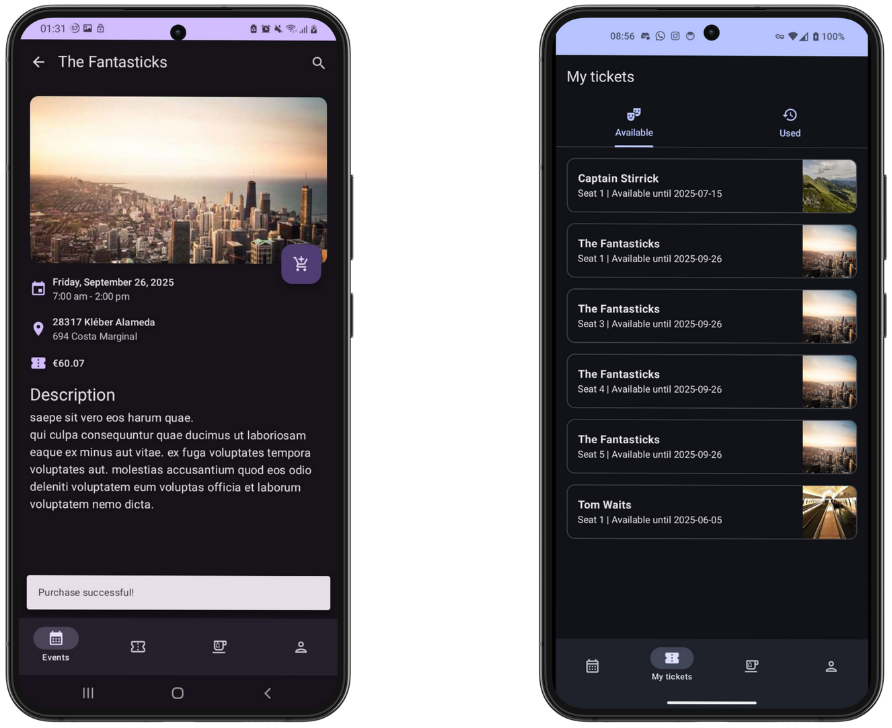 01:31
The Fantasticks
Friday, September 26, 2025
7:00 am - 2:00 pm
28317 Kléber Alameda
694 Costa Marginal
€60.07
Description
saepe sit vero eos harum quae.
qui culpa consequuntur quae ducimus ut laboriosam
eaque ex minus aut vitae. ex fuga voluptates tempora
voluptates aut. molestias accusantium quod eos odio
deleniti voluptatem eum voluptas officia et laborum
voluptatem nemo dicta.
Purchase successful!
Events
08:56
100%
My tickets
Available
Used
Captain Stirrick
Seat 1 | Available until 2025-07-15
The Fantasticks
Seat 1 | Available until 2025-09-26
The Fantasticks
Seat 3 | Available until 2025-09-26
The Fantasticks
Seat 4 | Available until 2025-09-26
The Fantasticks
Seat 5 | Available until 2025-09-26
Tom Waits
Seat 1 | Available until 2025-06-05
My tickets